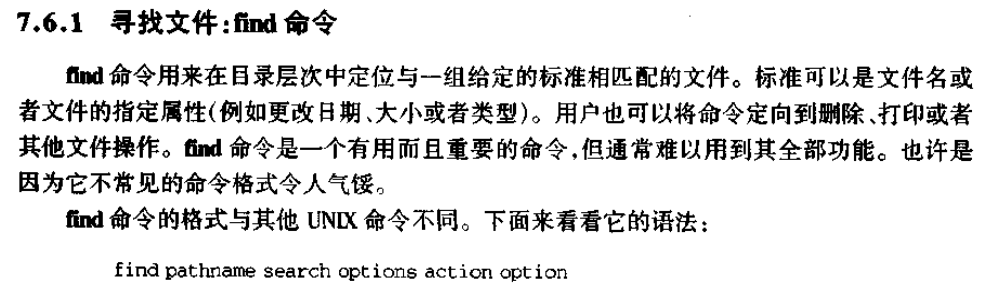 7.6.1 寻找文件:find 命令
find 命令用来在目录层次中定位与一组给定的标准相匹配的文件。标准可以是文件名或
者文件的指定属性(例如更改日期、大小或者类型)。用户也可以将命令定向到删除、打印或者
其他文件操作。find 命令是一个有用而且重要的命令,但通常难以用到其全部功能。也许是
因为它不常见的命令格式令人气馁。
find 命令的格式与其他 UNIX 命令不同。下面来看看它的语法:
find pathname search options action option